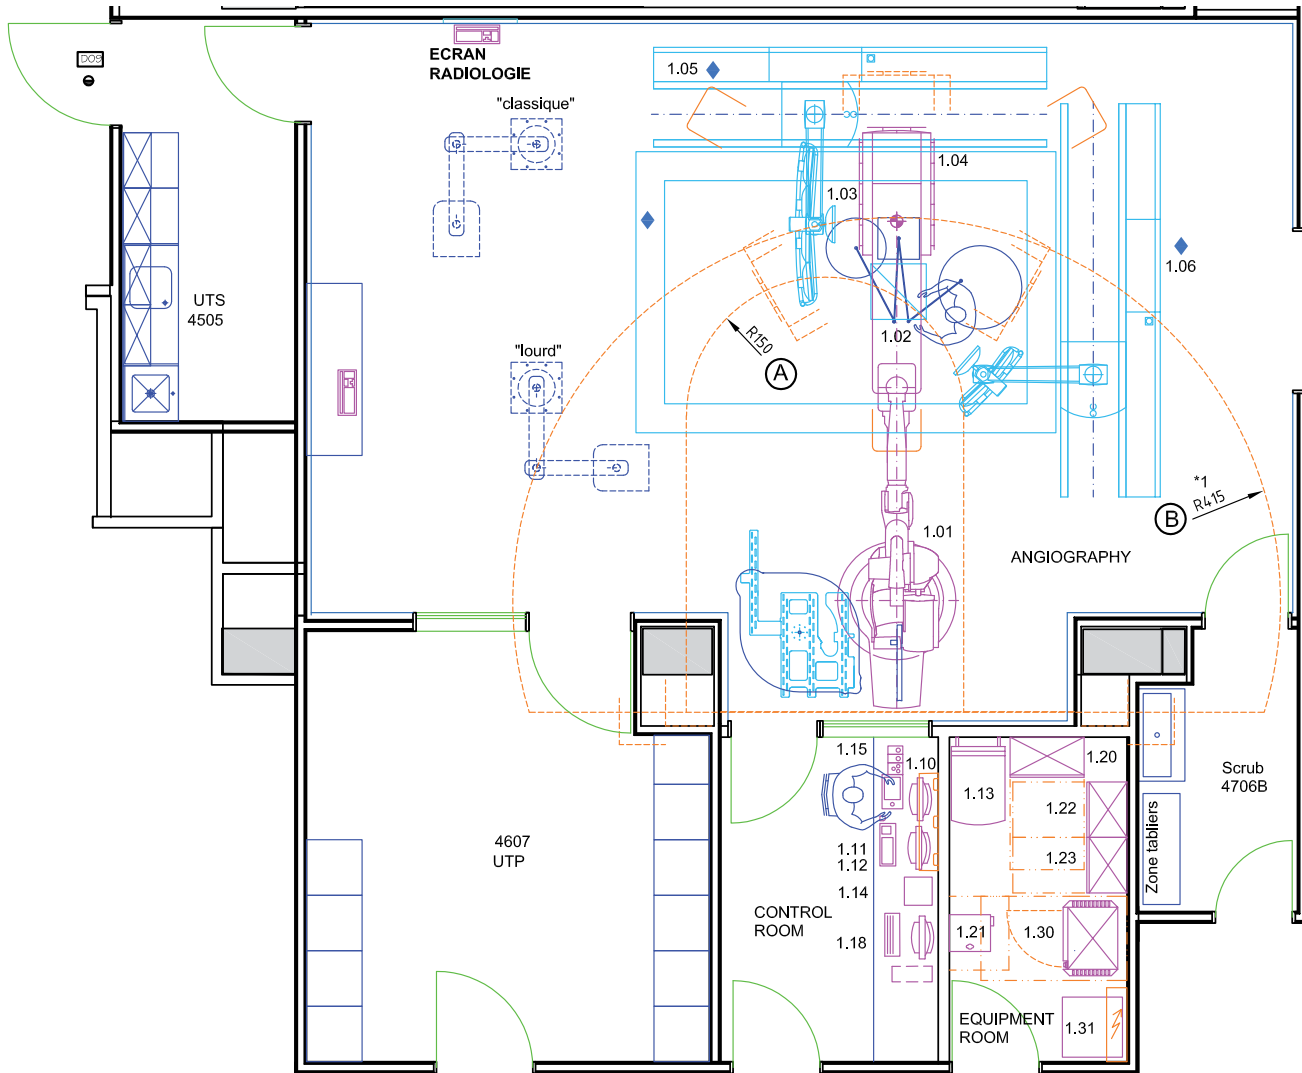 DO9
ECRAN
RADIOLOGIE
"classique"
1.05
1.04
1.03
1.06
UTS
4505
1.02
R150
A
"lourd"
*1
R415
B
1.01
ANGIOGRAPHY
1.15
1.10
1.20
1.13
1.22
Scrub
4706B
4607
UTP
1.11
1.12
1.23
Zone tabliers
1.14
CONTROL
ROOM
1.18
1.21
1.30
EQUIPMENT
ROOM
1.31